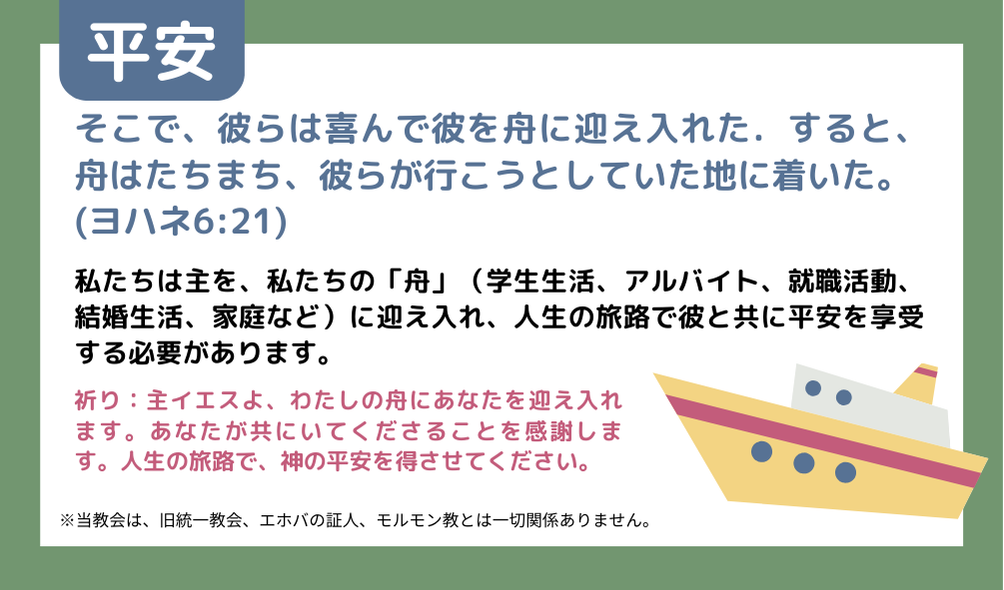 平安
そこで、彼らは喜んで彼を舟に迎え入れた．すると、
舟はたちまち、彼らが行こうとしていた地に着いた。
(ヨハネ6:21)
私たちは主を、私たちの「舟」（学生生活、アルバイト、就職活動、
結婚生活、家庭など）に迎え入れ、人生の旅路で彼と共に平安を享受
する必要があります。
祈り：主イエスよ、わたしの舟にあなたを迎え入れ
ます。あなたが共にいてくださることを感謝しま
す。人生の旅路で、神の平安を得させてください。
※当教会は、旧統一教会、エホバの証人、モルモン教とは一切関係ありません。